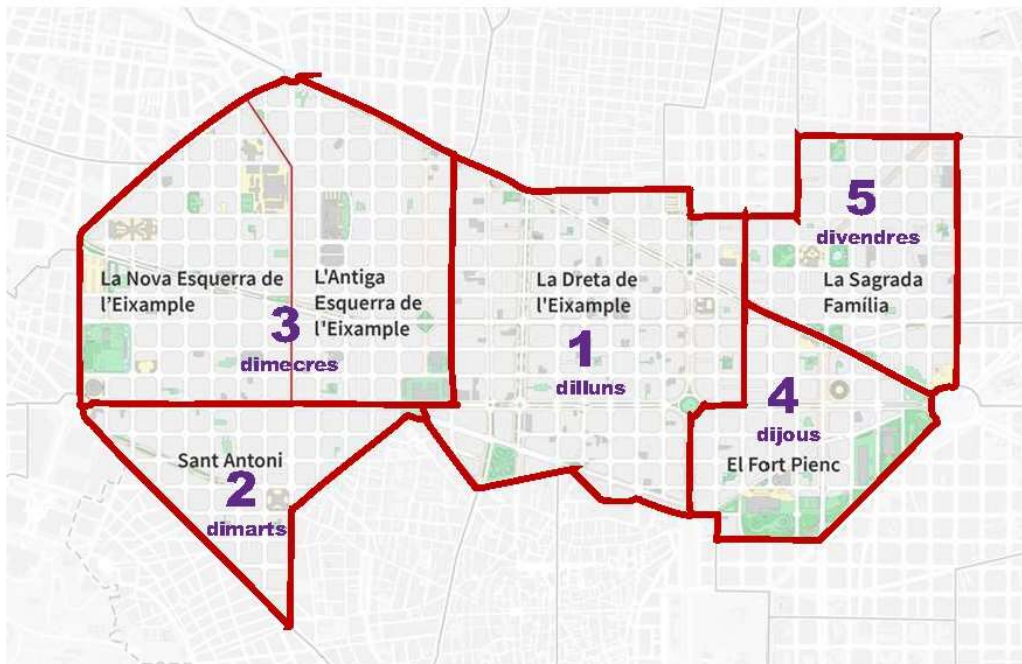 5
divendres
La Sagrada
Família
La Nova Esquerra de
l'Eixample
L'Antiga
Esquerra de
l'Eixample
3
dimecres
La Dreta de
l'Eixample
1
dilluns
4
dijous
El Fort Pienc
Sant Antoni
2
dimarts